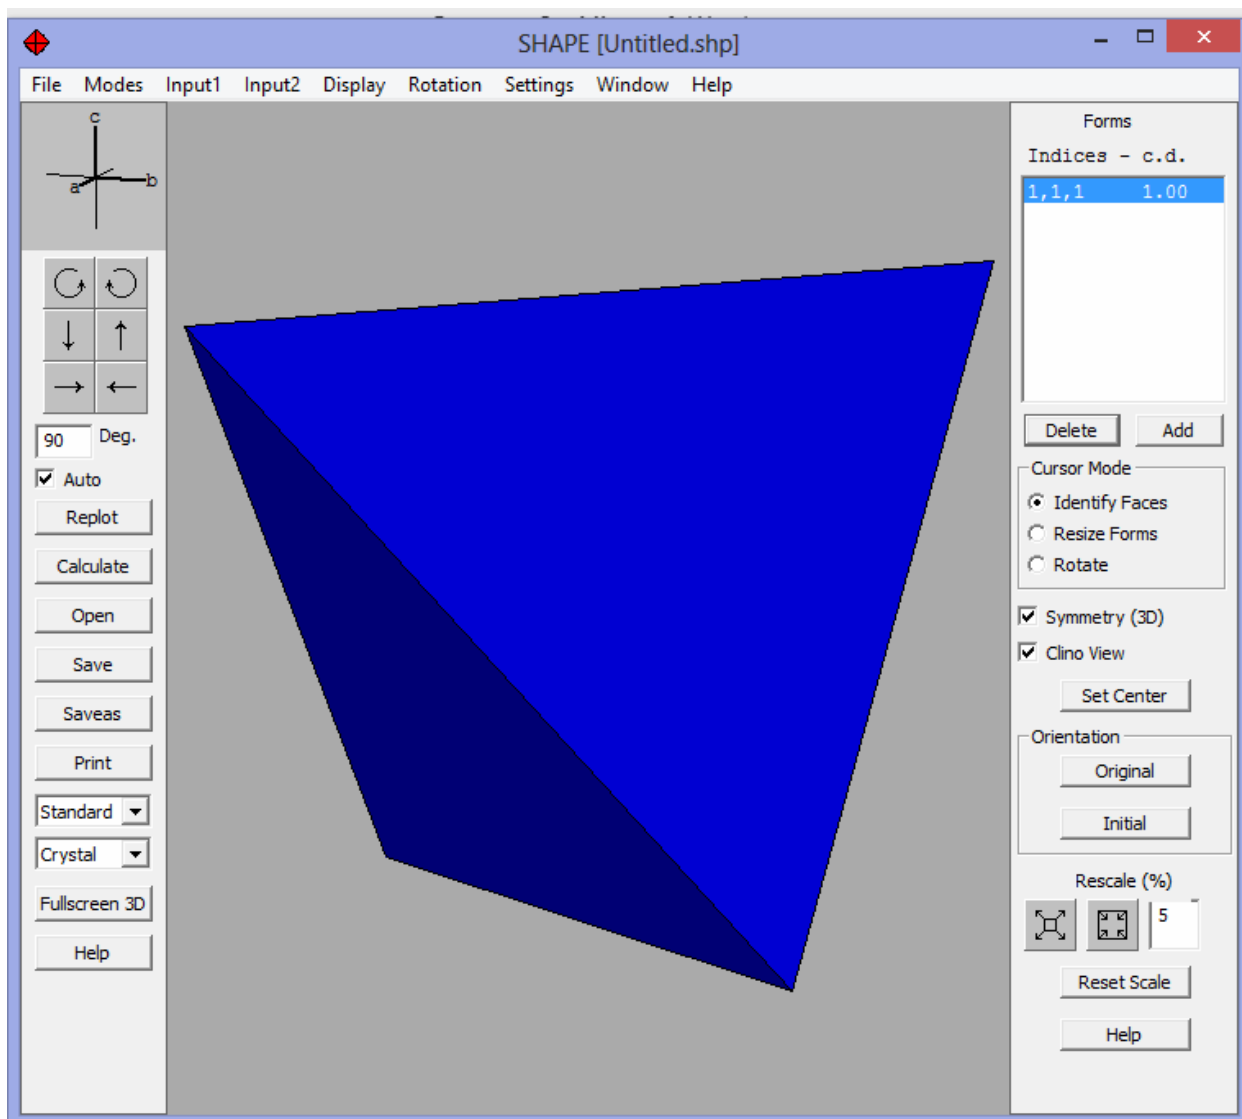 SHAPE [Untitled.shp]
File Modes Input1 Input2 Display Rotation Settings Window Help
c
a
b
90 Deg.
Auto
Replot
Calculate
Open
Save
Saveas
Print
Standard
Crystal
Fullscreen 3D
Help
Forms
Indices - c.d.
1,1,1 1.00
Delete Add
Cursor Mode
Identify Faces
Resize Forms
Rotate
Symmetry (3D)
Clino View
Set Center
Orientation
Original
Initial
Rescale (%)
5
Reset Scale
Help